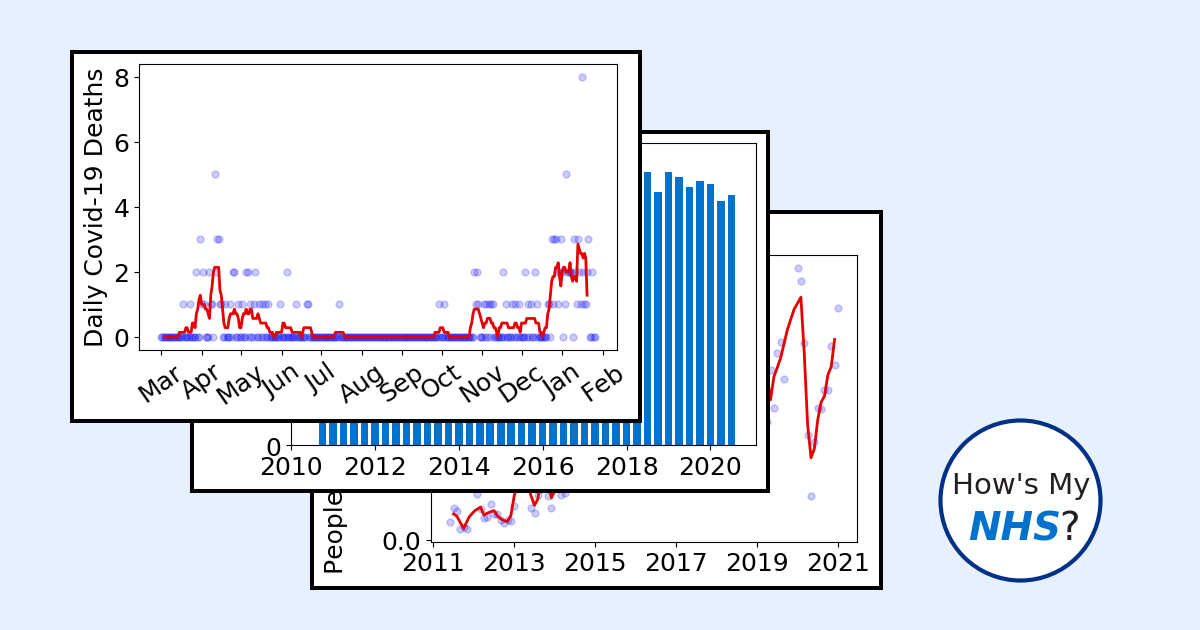 Daily Covid-19 Deaths
8
6
4
2
0
Mar Apr May Jun Jul Aug Sep Oct Nov Dec Jan Feb
0
2010 2012 2014 2016 2018 2020
People
0.0
2011 2013 2015 2017 2019 2021
How's My
NHS?